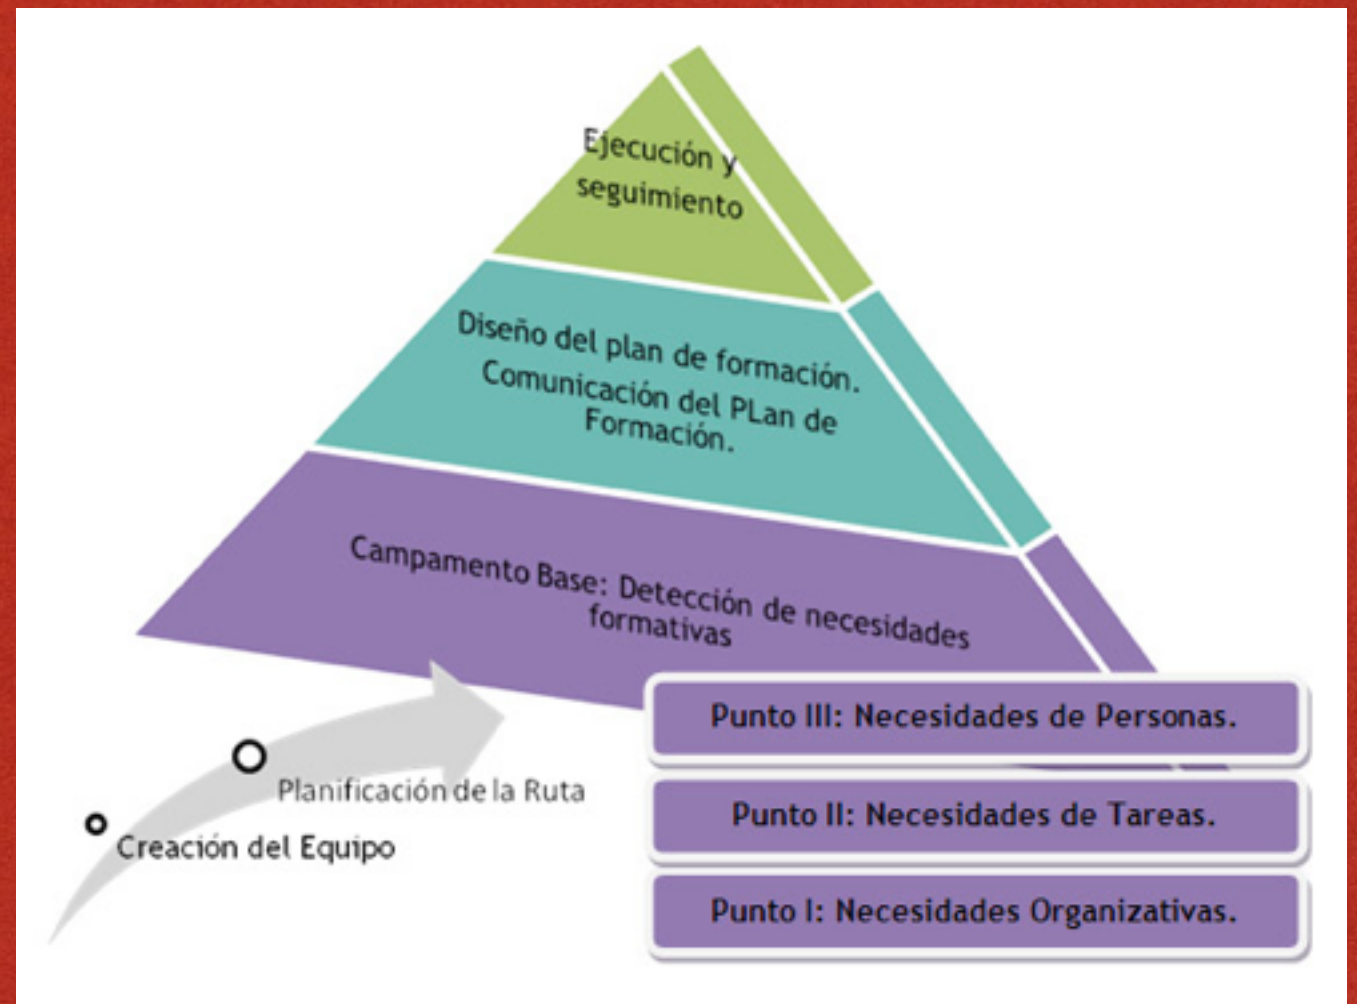 Ejecución y
seguimiento
Diseño del plan de formación.
Comunicación del PLan de
Formación.
Campamento Base: Detección de necesidades
formativas
Planificación de la Ruta
Creación del Equipo
Punto III: Necesidades de Personas.
Punto II: Necesidades de Tareas.
Punto I: Necesidades Organizativas.